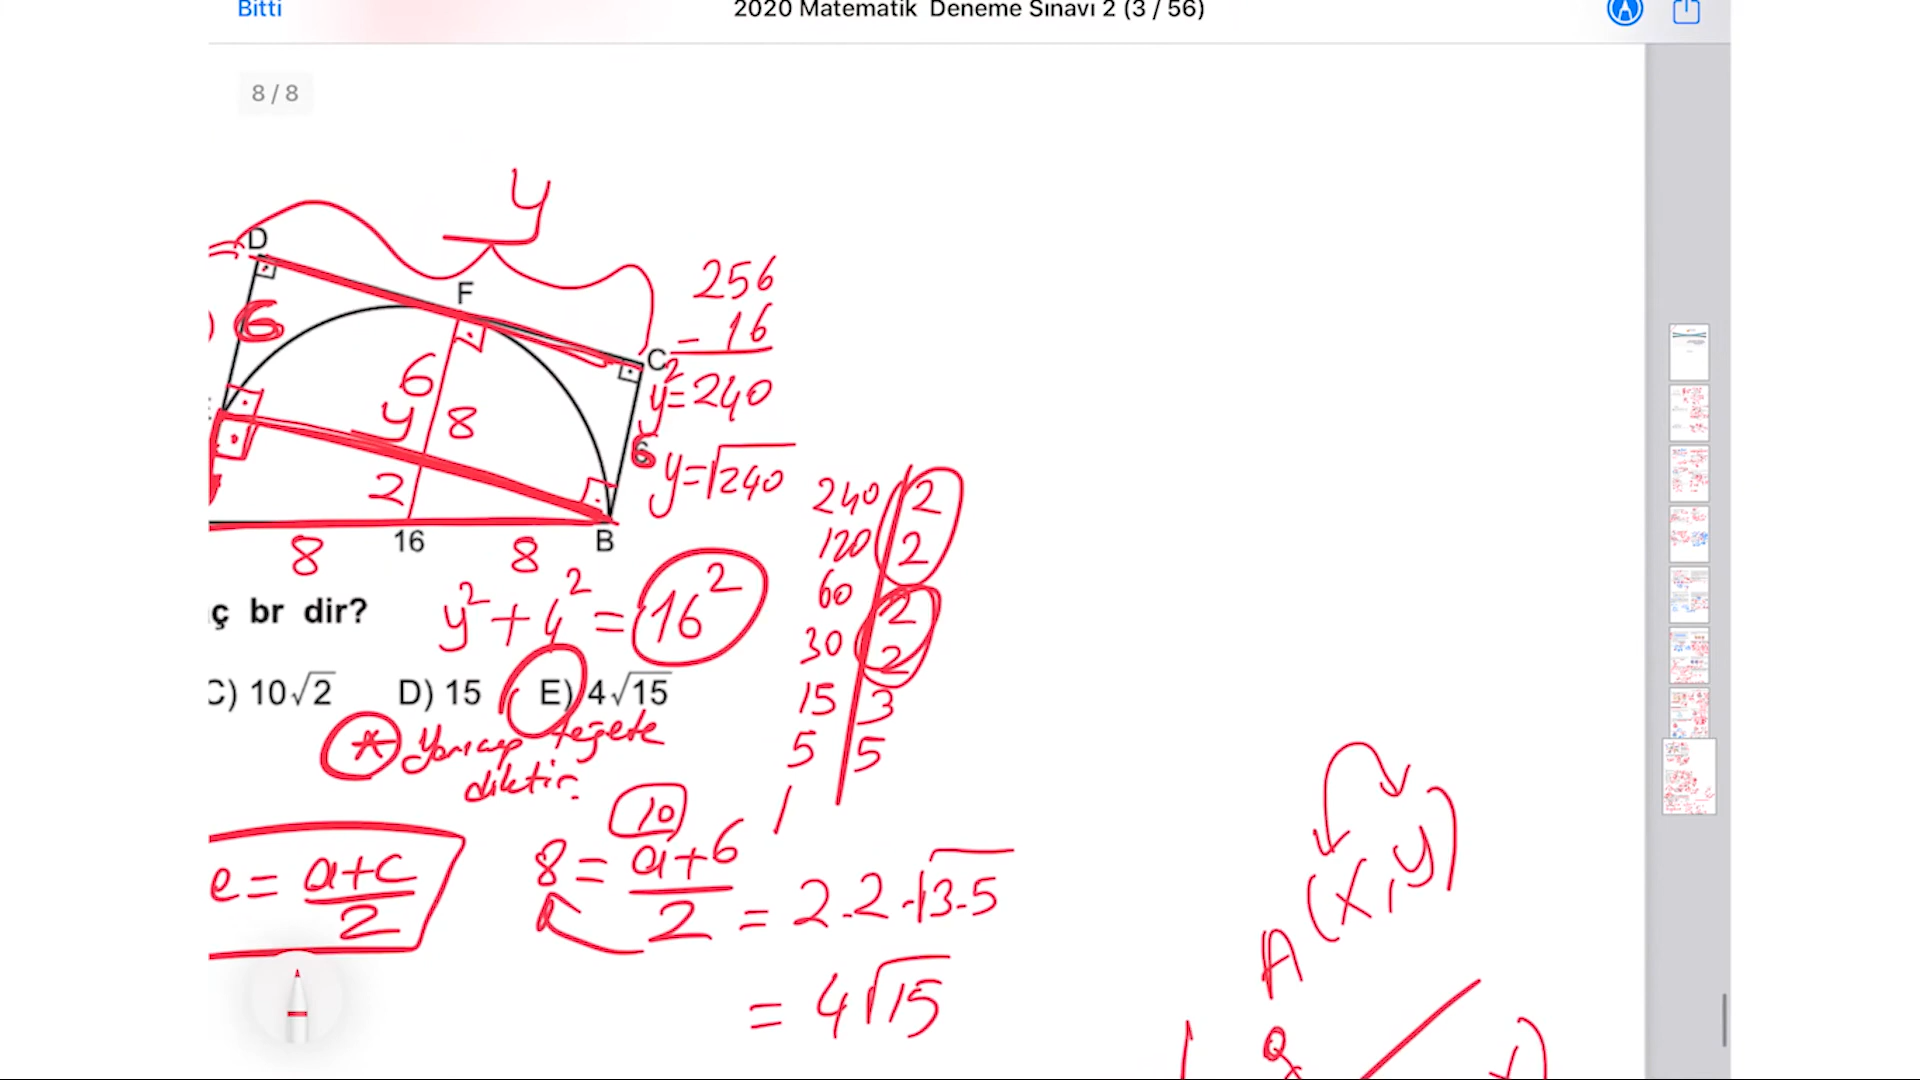 Bitti
2020 Matematik Deneme Sınavı 2 (3 / 56)
8 / 8
y
D
F
C
6
6
y
8
2
6
16
8
8
B
256
- 16
y²=240
y=√240
240 2
120 2
60 2
30 2
15 3
5 5
1
ç br dir?
y²+4²=16²
C) 10√2 D) 15 E) 4√15
* Yarıçap teğete
diktir.
10
e = a+c/2
8 = a+6/2 = 2.2.√3.5
= 4√15
A(x,y)